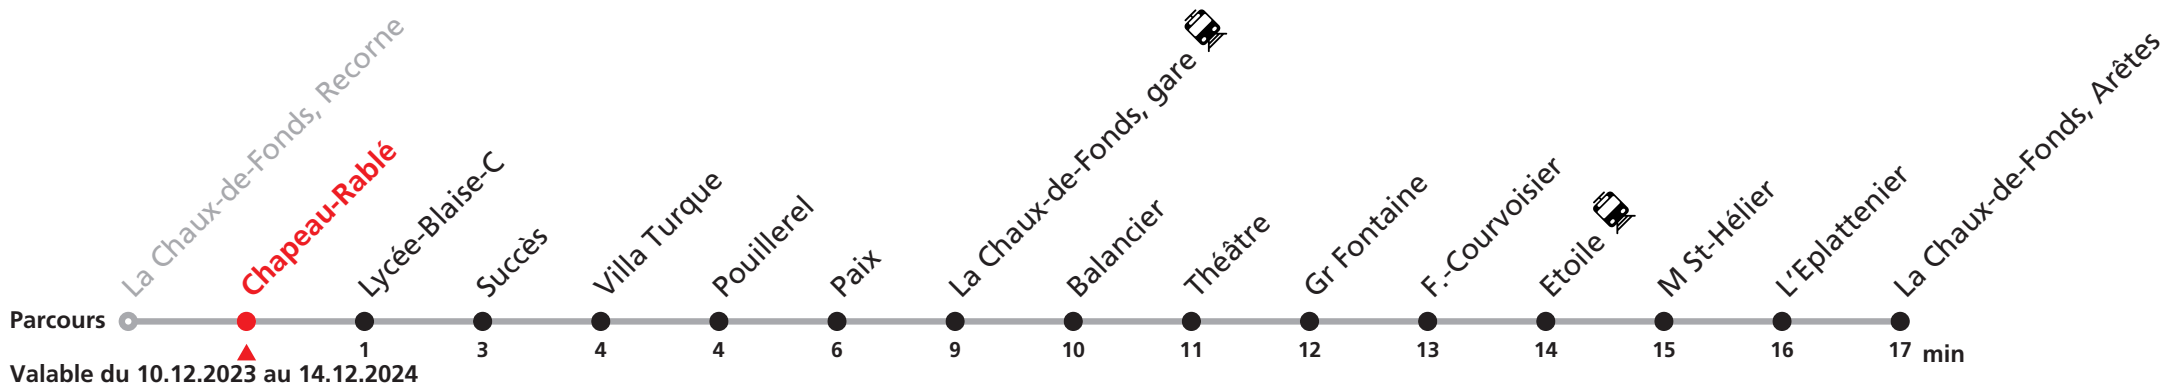 La Chaux-de-Fonds, Recorne
Chapeau-Rablé
Lycée-Blaise-C
Succès
Villa Turque
Pouillerel
Paix
La Chaux-de-Fonds, gare
Balancier
Théâtre
Gr Fontaine
F.-Courvoisier
Etoile
M St-Hélier
L'Eplattenier
La Chaux-de-Fonds, Arêtes
Parcours
1 3 4 4 6 9 10 11 12 13 14 15 16 17 min
Valable du 10.12.2023 au 14.12.2024